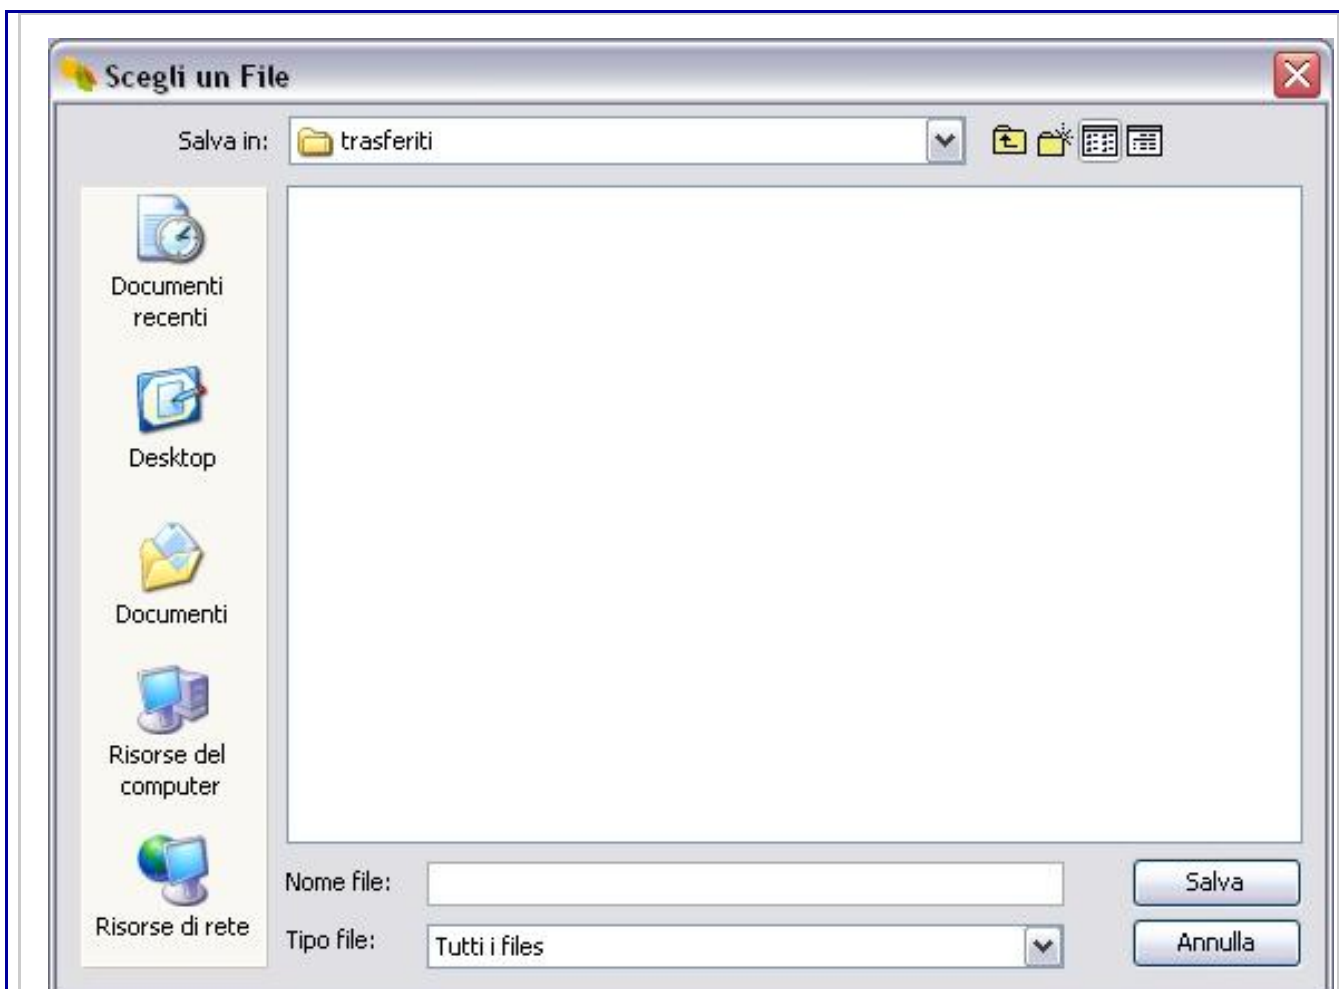 Scegli un File
Salva in:
trasferiti
Documenti
recenti
Desktop
Documenti
Risorse del
computer
Risorse di rete
Nome file:
Salva
Tipo file:
Tutti i files
Annulla